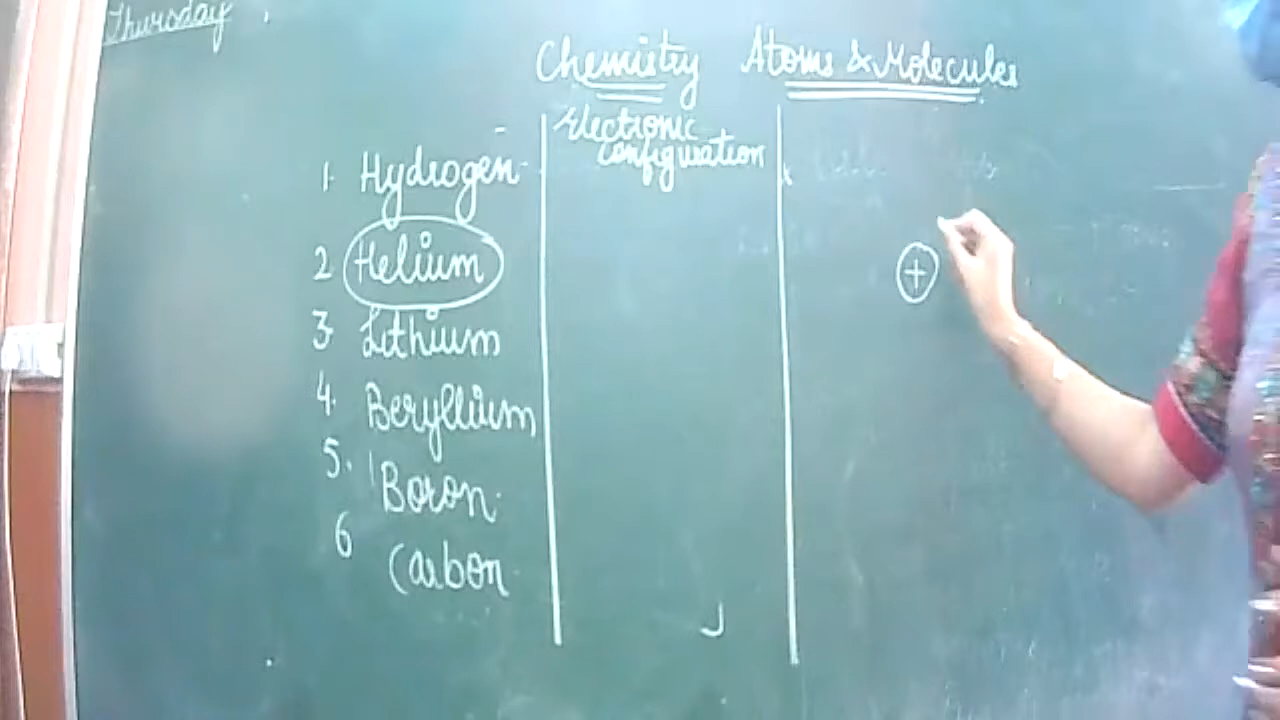 Thursday
Chemistry Atoms & Molecules
Electronic
configuration
1. Hydrogen
2 Helium
3. Lithium
4. Beryllium
5. Boron
6 Carbon
+